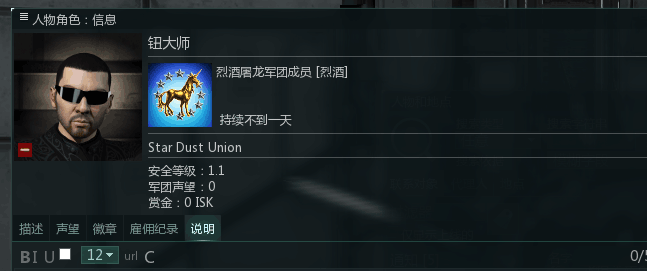 人物角色：信息
钮大师
烈酒屠龙军团成员 [烈酒]
持续不到一天
Star Dust Union
安全等级：1.1
军团声望：0
赏金：0 ISK
描述 声望 徽章 雇佣纪录 说明
B I U 12 url C 0/5